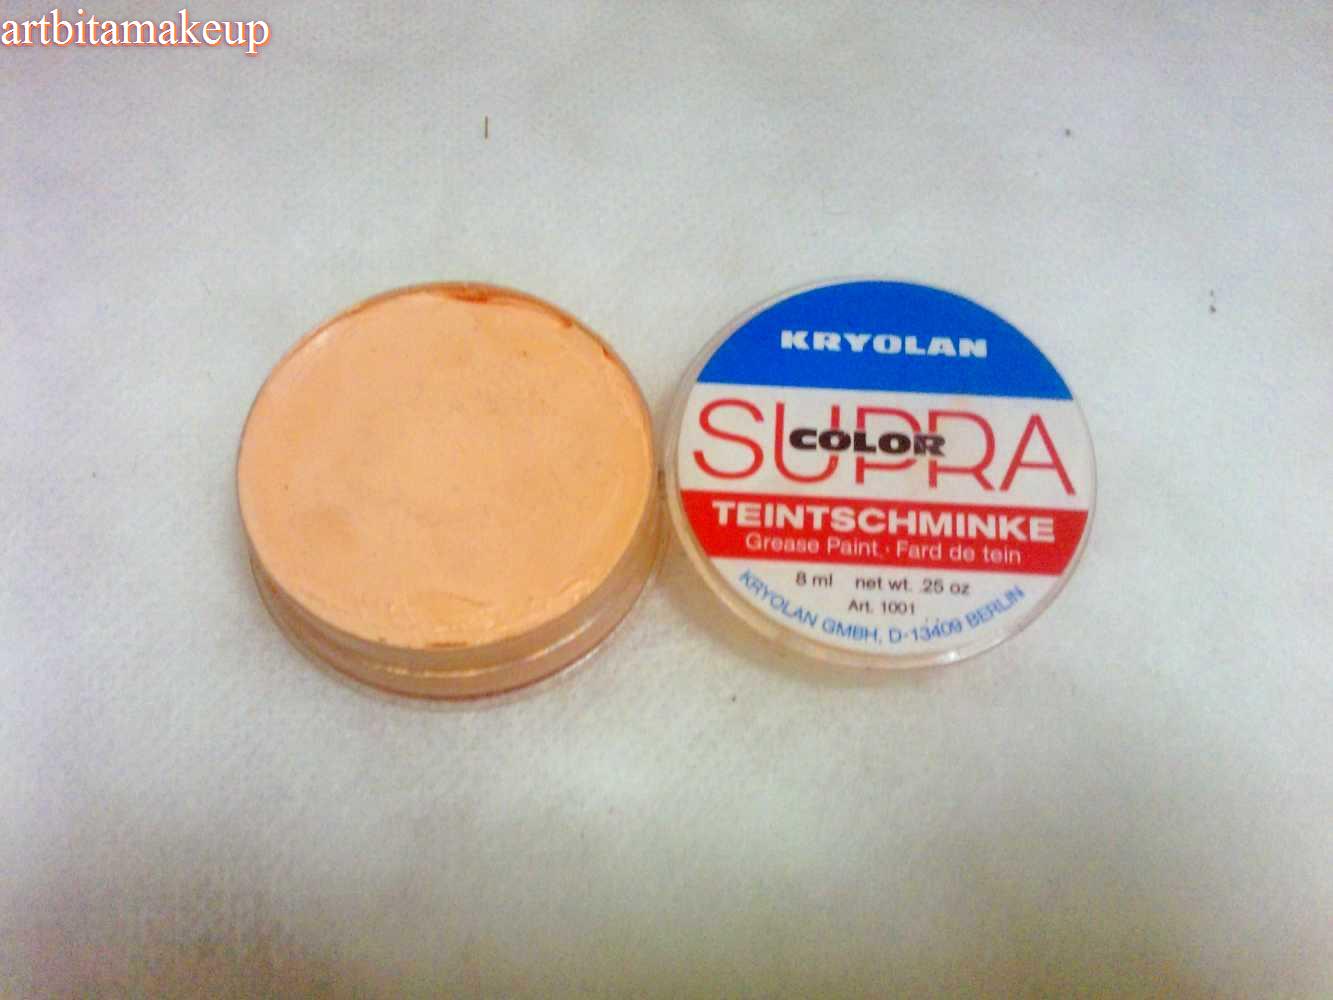 artbitamakeup
KRYOLAN
SUPRA
COLOR
TEINTSCHMINKE
Grease Paint · Fard de tein
8 ml net wt. .25 oz
Art. 1001
KRYOLAN GMBH, D-13409 BERLIN